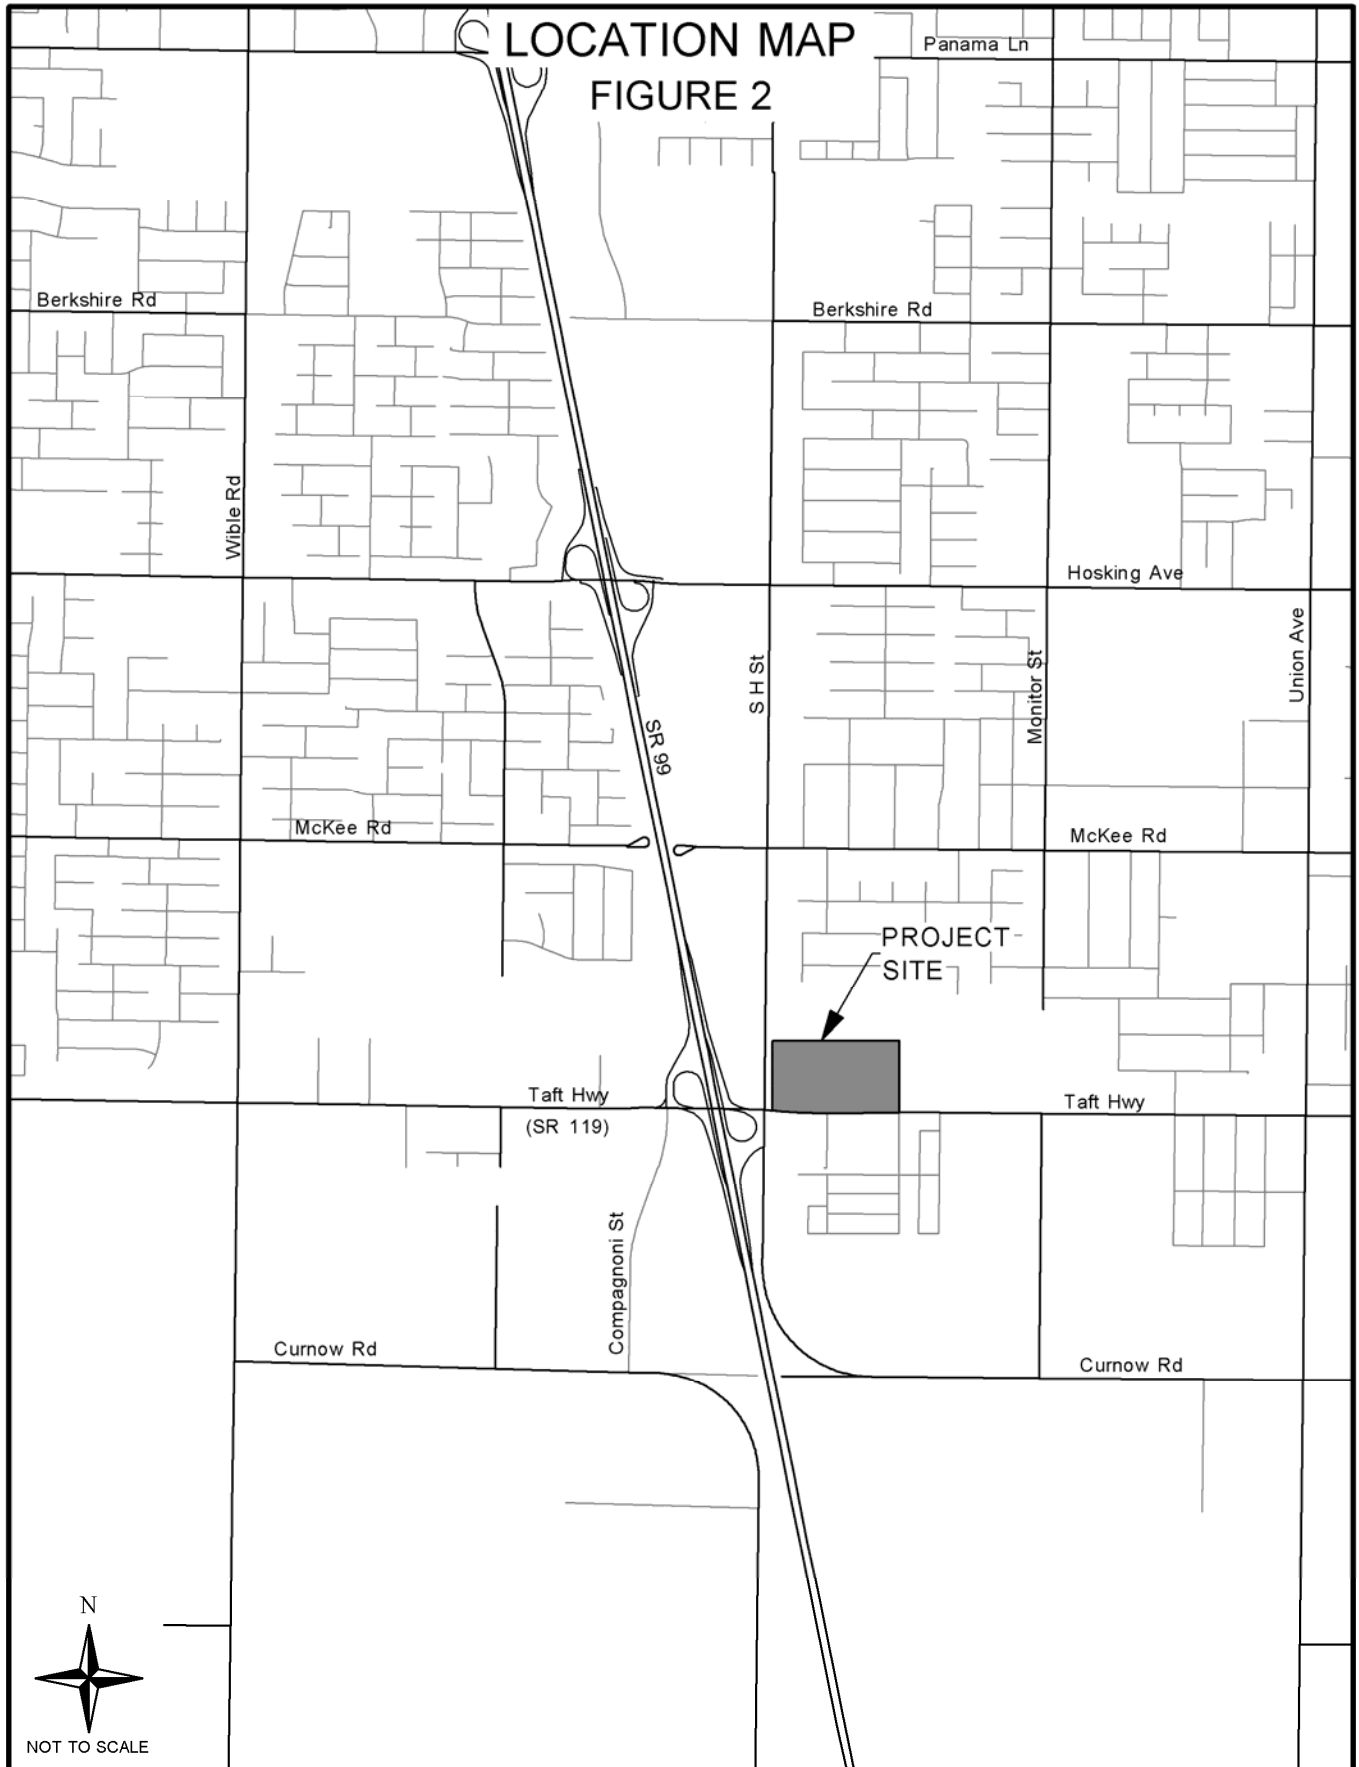 LOCATION MAP
FIGURE 2
Panama Ln
Berkshire Rd
Berkshire Rd
Wible Rd
Hosking Ave
Union Ave
S H St
Monitor St
SR 99
McKee Rd
McKee Rd
PROJECT
SITE
Taft Hwy
(SR 119)
Taft Hwy
Compagnoni St
Curnow Rd
Curnow Rd
N
NOT TO SCALE